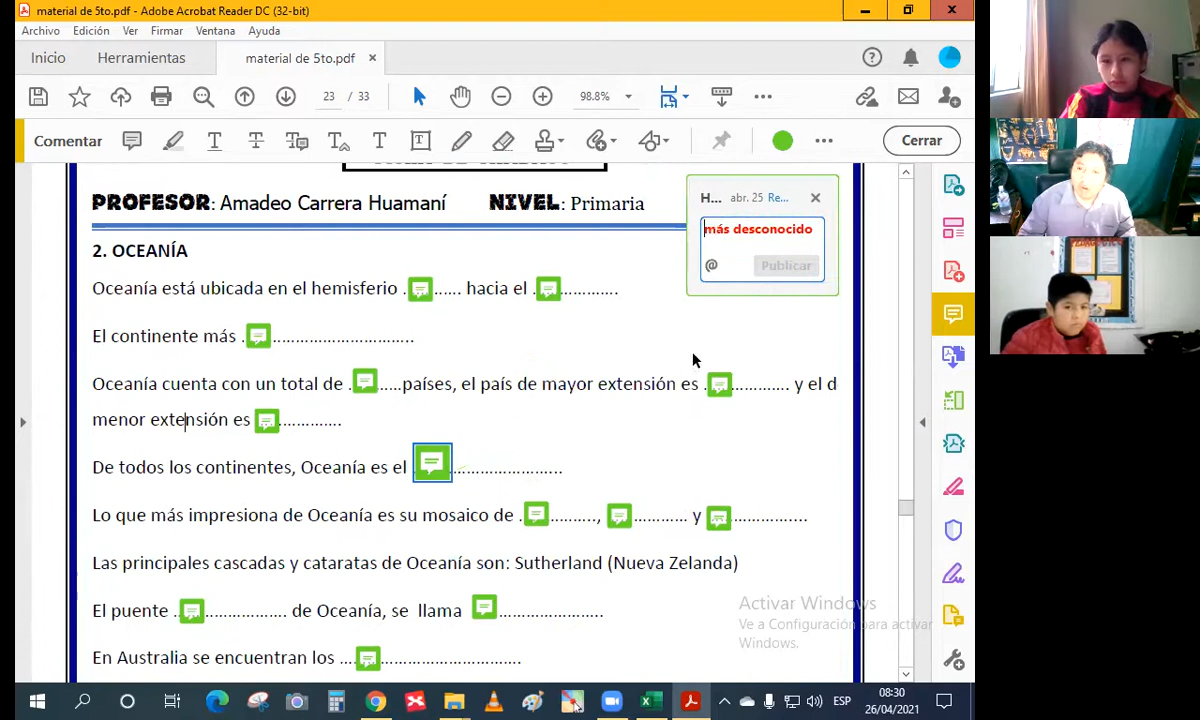 material de 5to.pdf - Adobe Acrobat Reader DC (32-bit)
Archivo Edición Ver Firmar Ventana Ayuda
Inicio Herramientas material de 5to.pdf
23 / 33 98.8%
Comentar Cerrar
PROFESOR: Amadeo Carrera Huamaní NIVEL: Primaria
H... abr. 25 Re...
más desconocido
@ Publicar
2. OCEANÍA
Oceanía está ubicada en el hemisferio ....... hacia el .............
El continente más ...............................
Oceanía cuenta con un total de ......países, el país de mayor extensión es ............. y el d
menor extensión es ..............
De todos los continentes, Oceanía es el ........................
Lo que más impresiona de Oceanía es su mosaico de ..........., ............ y ................
Las principales cascadas y cataratas de Oceanía son: Sutherland (Nueva Zelanda)
El puente .................... de Oceanía, se llama .......................
En Australia se encuentran los ..................................
Activar Windows
Ve a Configuración para activar
Windows.
ESP
08:30
26/04/2021